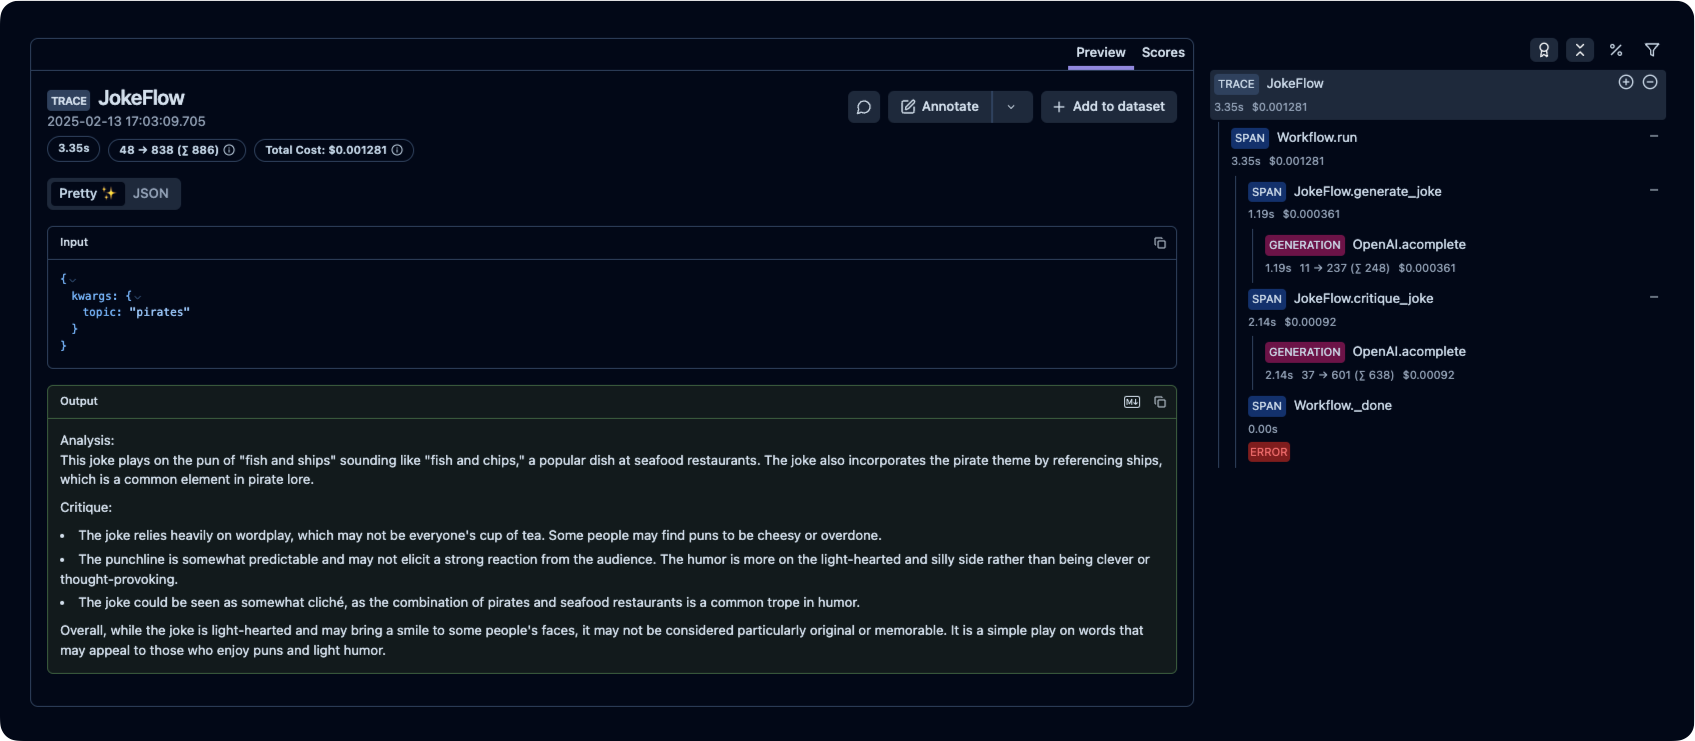 Preview Scores
TRACE JokeFlow
2025-02-13 17:03:09.705
3.35s 48 → 838 (∑ 886) Total Cost: $0.001281
Annotate
Add to dataset
Pretty ✨ JSON
Input
{
kwargs: {
topic: "pirates"
}
}
Output
Analysis:
This joke plays on the pun of "fish and ships" sounding like "fish and chips," a popular dish at seafood restaurants. The joke also incorporates the pirate theme by referencing ships,
which is a common element in pirate lore.
Critique:
• The joke relies heavily on wordplay, which may not be everyone's cup of tea. Some people may find puns to be cheesy or overdone.
• The punchline is somewhat predictable and may not elicit a strong reaction from the audience. The humor is more on the light-hearted and silly side rather than being clever or
thought-provoking.
• The joke could be seen as somewhat cliché, as the combination of pirates and seafood restaurants is a common trope in humor.
Overall, while the joke is light-hearted and may bring a smile to some people's faces, it may not be considered particularly original or memorable. It is a simple play on words that
may appeal to those who enjoy puns and light humor.
TRACE JokeFlow
3.35s $0.001281
SPAN Workflow.run
3.35s $0.001281
SPAN JokeFlow.generate_joke
1.19s $0.000361
GENERATION OpenAI.acomplete
1.19s 11 → 237 (∑ 248) $0.000361
SPAN JokeFlow.critique_joke
2.14s $0.00092
GENERATION OpenAI.acomplete
2.14s 37 → 601 (∑ 638) $0.00092
SPAN Workflow._done
0.00s
ERROR